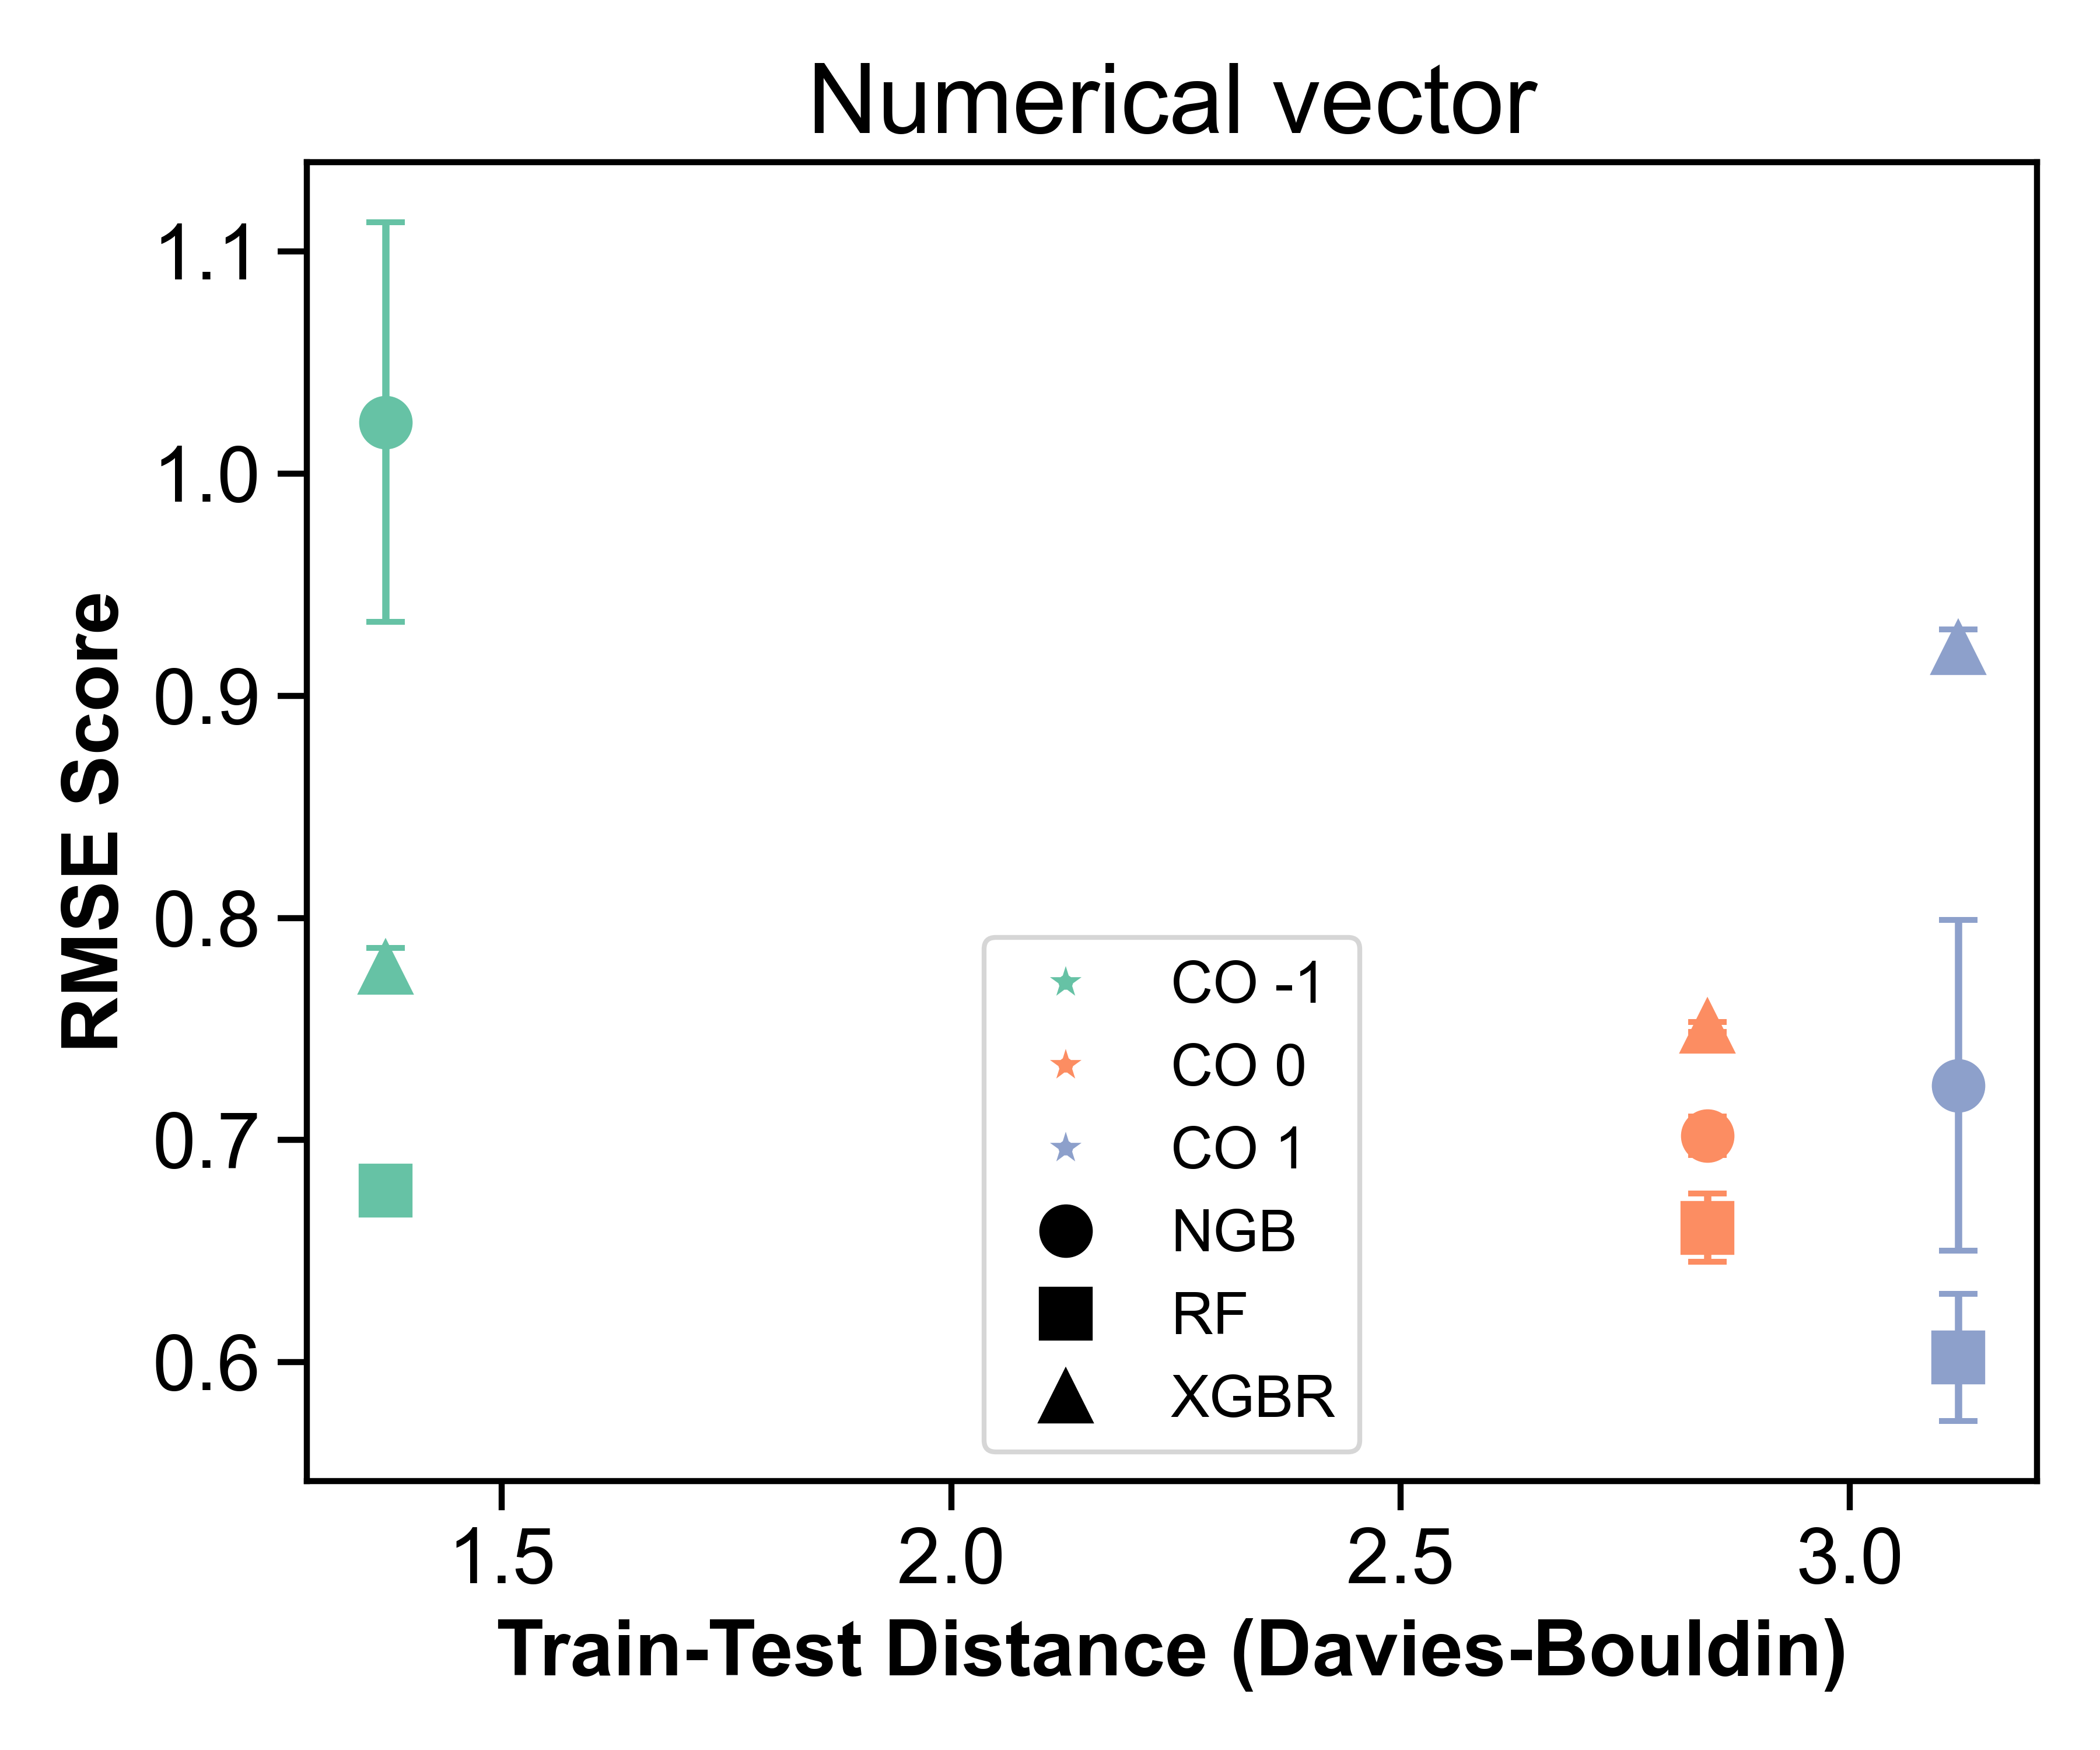 Numerical vector
RMSE Score
1.1
1.0
0.9
0.8
0.7
0.6
CO -1
CO 0
CO 1
NGB
RF
XGBR
1.5 2.0 2.5 3.0
Train-Test Distance (Davies-Bouldin)